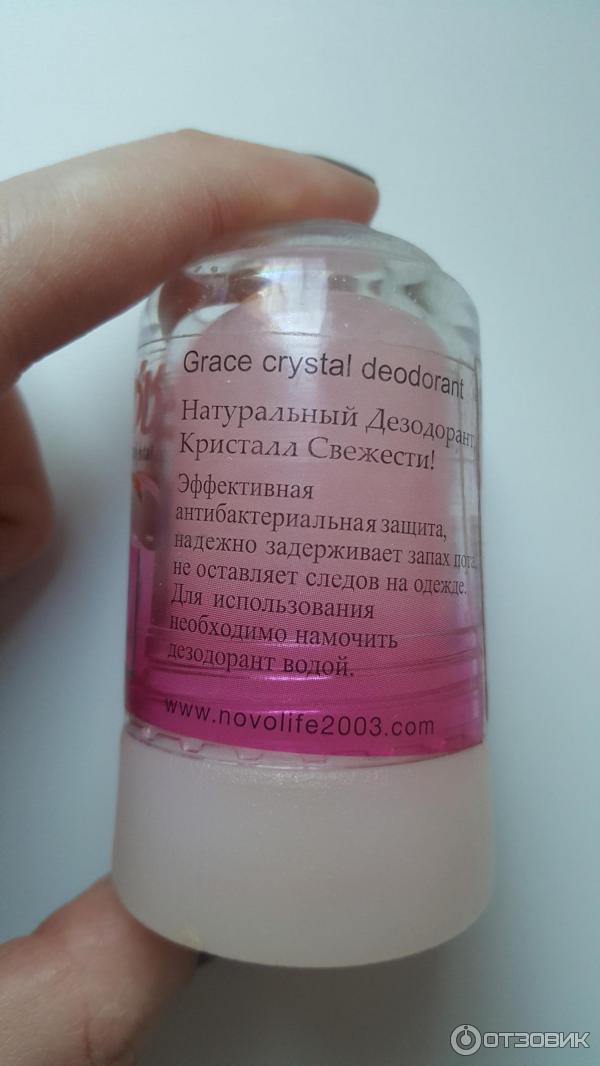 Grace crystal deodorant
Натуральный Дезодорант,
Кристалл Свежести!
Эффективная
антибактериальная защита,
надежно задерживает запах пота,
не оставляет следов на одежде.
Для использования
необходимо намочить
дезодорант водой.
www.novolife2003.com
ОТЗОВИК